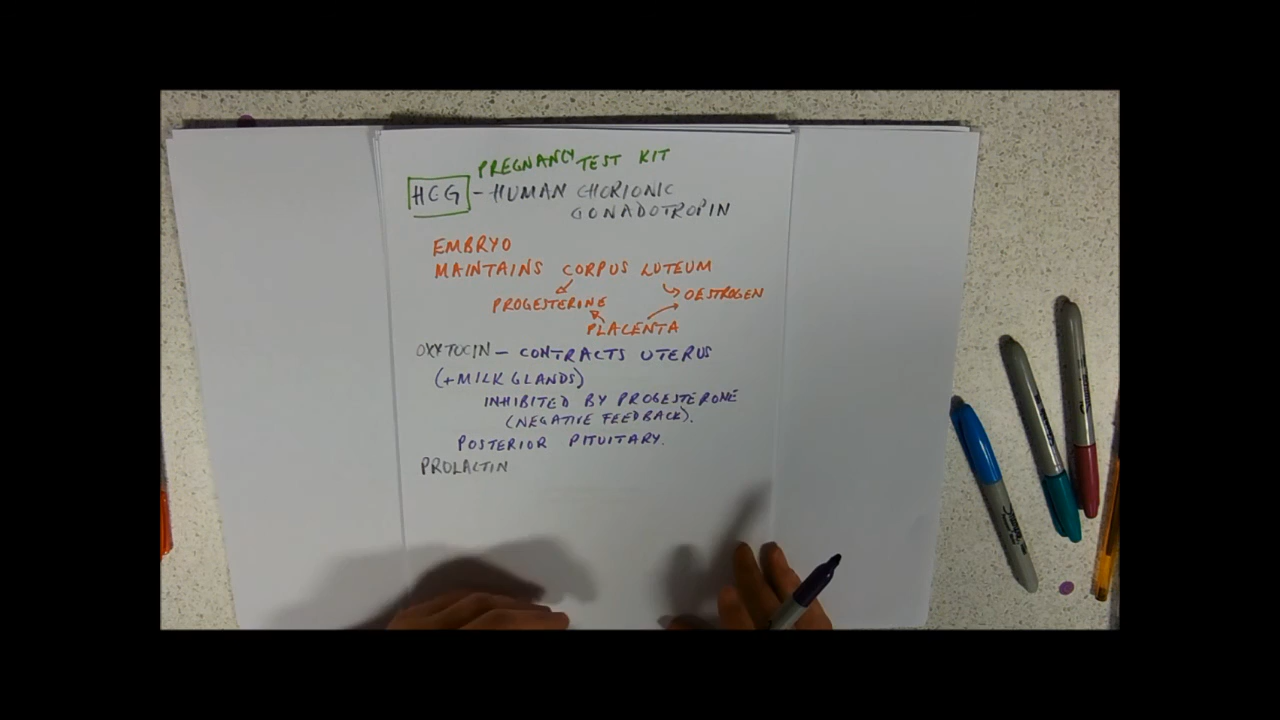 PREGNANCY TEST KIT
HCG - HUMAN CHORIONIC
GONADOTROPIN
EMBRYO
MAINTAINS CORPUS LUTEUM
PROGESTERINE OESTROGEN
PLACENTA
OXYTOCIN - CONTRACTS UTERUS
(+MILK GLANDS)
INHIBITED BY PROGESTERONE
(NEGATIVE FEEDBACK).
POSTERIOR PITUITARY.
PROLACTIN